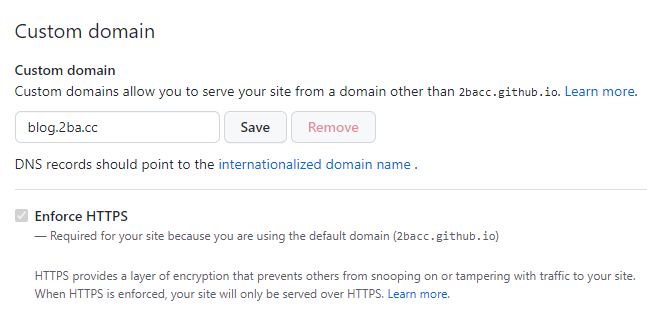 Custom domain
Custom domain
Custom domains allow you to serve your site from a domain other than 2bacc.github.io. Learn more.
blog.2ba.cc Save Remove
DNS records should point to the internationalized domain name .
Enforce HTTPS
— Required for your site because you are using the default domain (2bacc.github.io)
HTTPS provides a layer of encryption that prevents others from snooping on or tampering with traffic to your site.
When HTTPS is enforced, your site will only be served over HTTPS. Learn more.